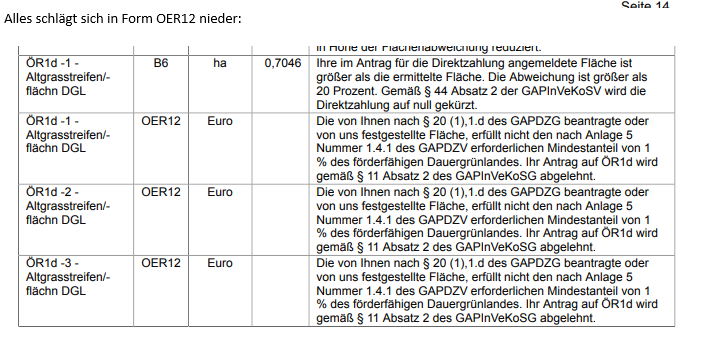 Seite 14
Alles schlägt sich in Form OER12 nieder:
in Höhe der Flächenabweichung reduziert.
ÖR1d -1 - B6 ha 0,7046 Ihre im Antrag für die Direktzahlung angemeldete Fläche ist
Altgrasstreifen/- größer als die ermittelte Fläche. Die Abweichung ist größer als
flächn DGL 20 Prozent. Gemäß § 44 Absatz 2 der GAPInVeKoSV wird die
Direktzahlung auf null gekürzt.
ÖR1d -1 - OER12 Euro Die von Ihnen nach § 20 (1),1.d des GAPDZG beantragte oder
Altgrasstreifen/- von uns festgestellte Fläche, erfüllt nicht den nach Anlage 5
flächn DGL Nummer 1.4.1 des GAPDZV erforderlichen Mindestanteil von 1
% des förderfähigen Dauergrünlandes. Ihr Antrag auf ÖR1d wird
gemäß § 11 Absatz 2 des GAPInVeKoSG abgelehnt.
ÖR1d -2 - OER12 Euro Die von Ihnen nach § 20 (1),1.d des GAPDZG beantragte oder
Altgrasstreifen/- von uns festgestellte Fläche, erfüllt nicht den nach Anlage 5
flächn DGL Nummer 1.4.1 des GAPDZV erforderlichen Mindestanteil von 1
% des förderfähigen Dauergrünlandes. Ihr Antrag auf ÖR1d wird
gemäß § 11 Absatz 2 des GAPInVeKoSG abgelehnt.
ÖR1d -3 - OER12 Euro Die von Ihnen nach § 20 (1),1.d des GAPDZG beantragte oder
Altgrasstreifen/- von uns festgestellte Fläche, erfüllt nicht den nach Anlage 5
flächn DGL Nummer 1.4.1 des GAPDZV erforderlichen Mindestanteil von 1
% des förderfähigen Dauergrünlandes. Ihr Antrag auf ÖR1d wird
gemäß § 11 Absatz 2 des GAPInVeKoSG abgelehnt.